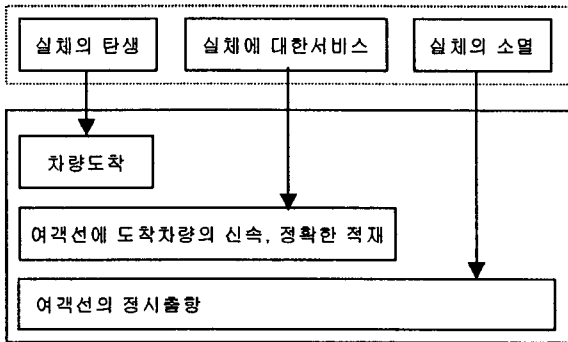 실체의 탄생
실체에 대한서비스
실체의 소멸
차량도착
여객선에 도착차량의 신속, 정확한 적재
여객선의 정시출항